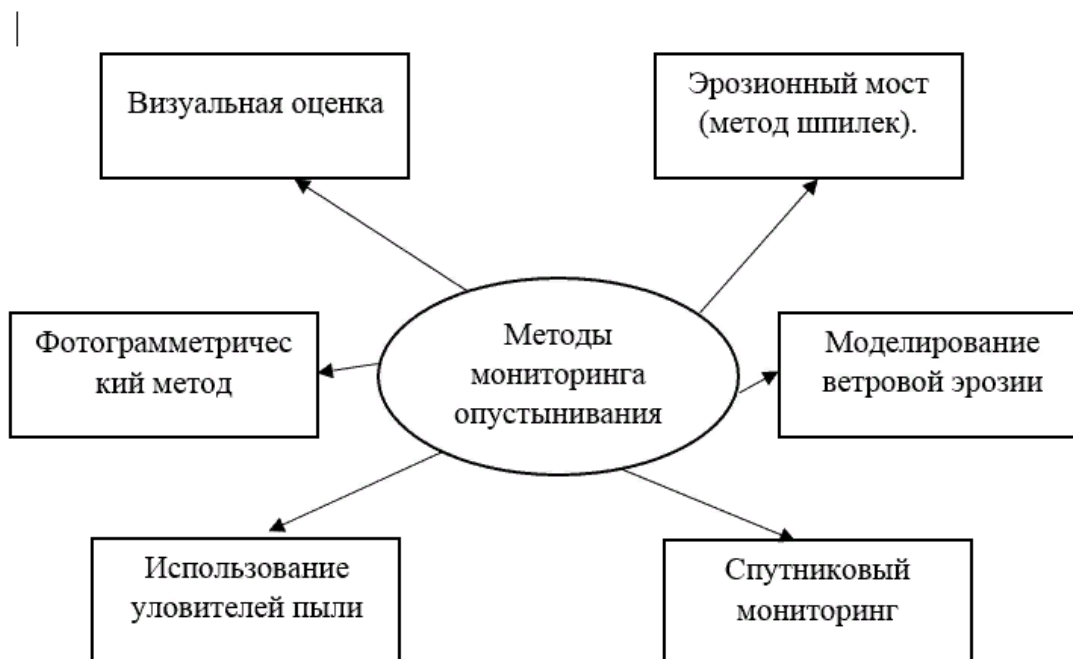 Визуальная оценка
Эрозионный мост
(метод шпилек).
Фотограмметричес
кий метод
Методы
мониторинга
опустынивания
Моделирование
ветровой эрозии
Использование
уловителей пыли
Спутниковый
мониторинг